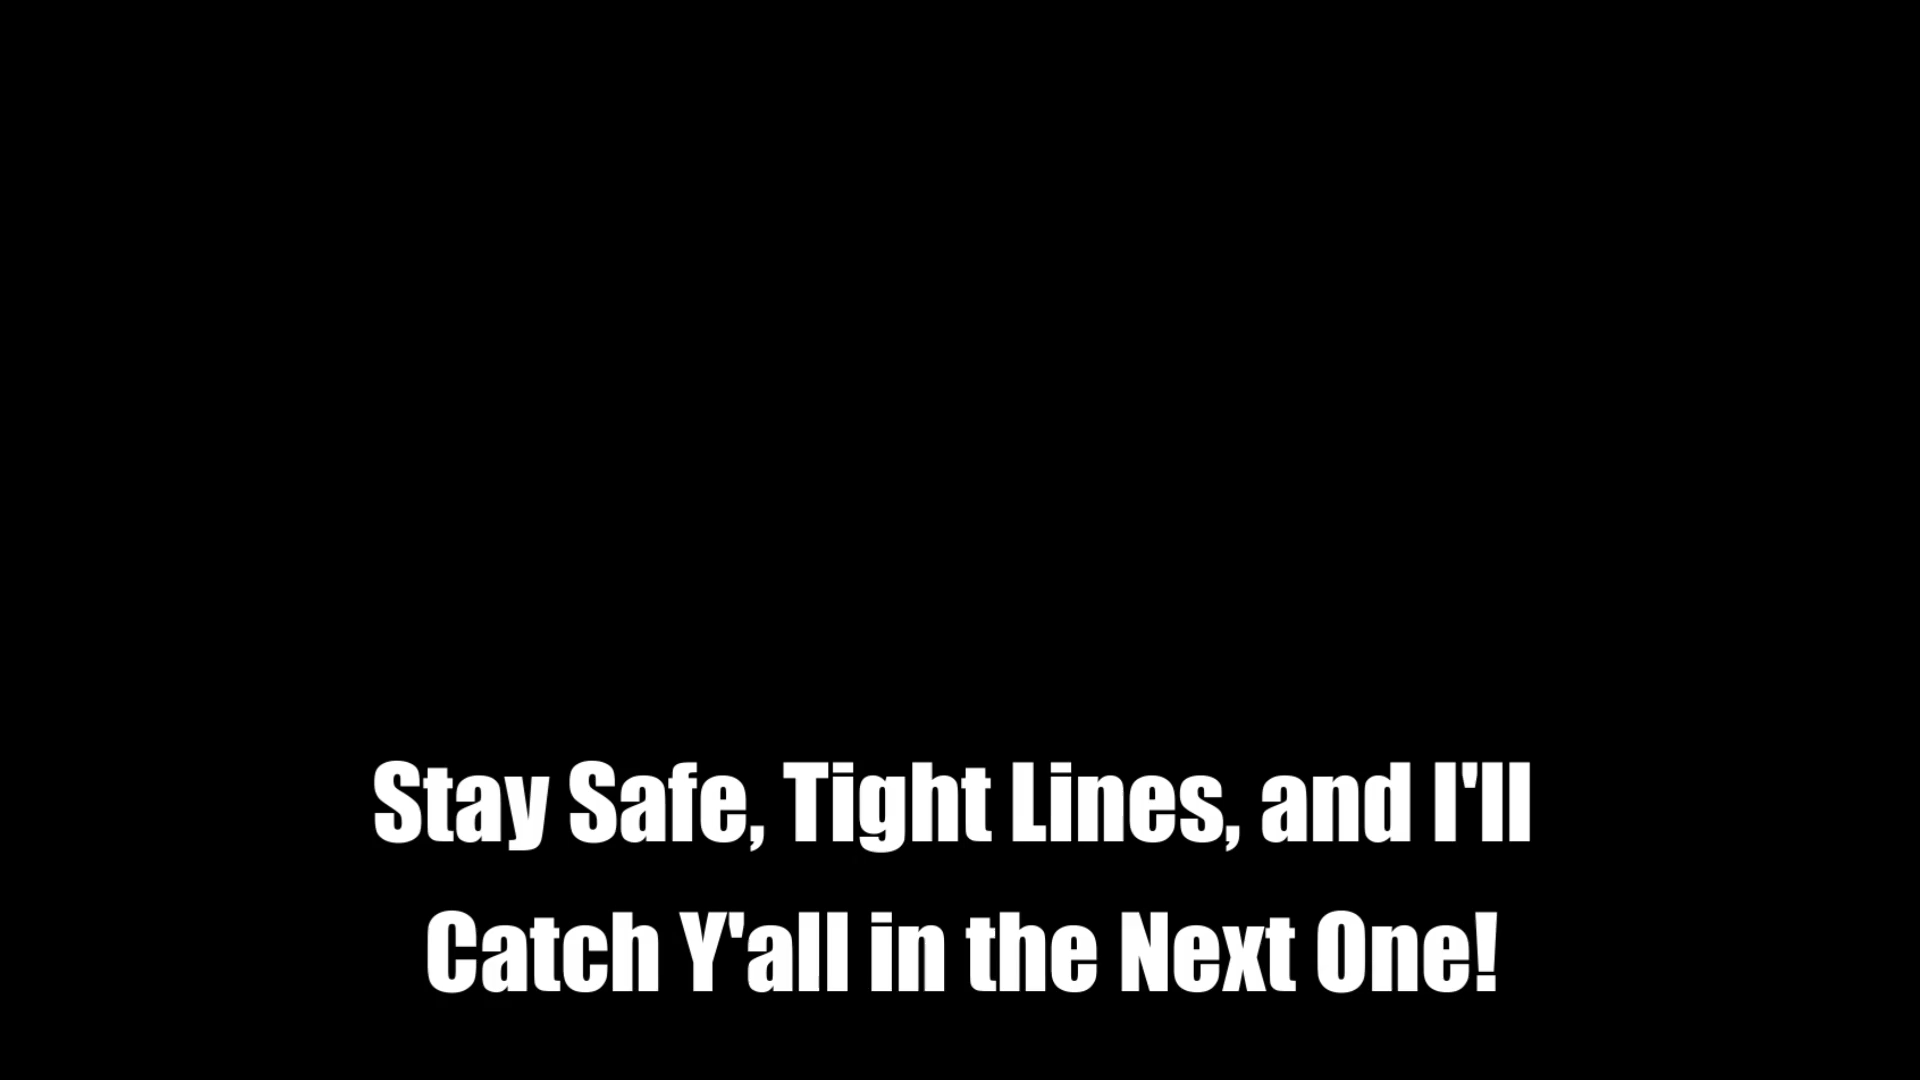 Stay Safe, Tight Lines, and I'll
Catch Y'all in the Next One!